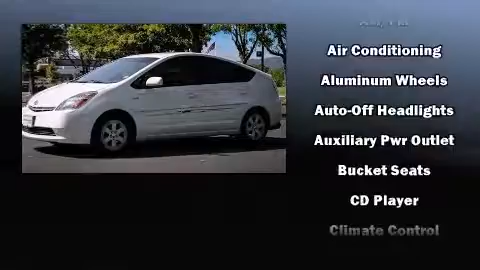 Air Conditioning
Aluminum Wheels
Auto-Off Headlights
Auxiliary Pwr Outlet
Bucket Seats
CD Player
Climate Control